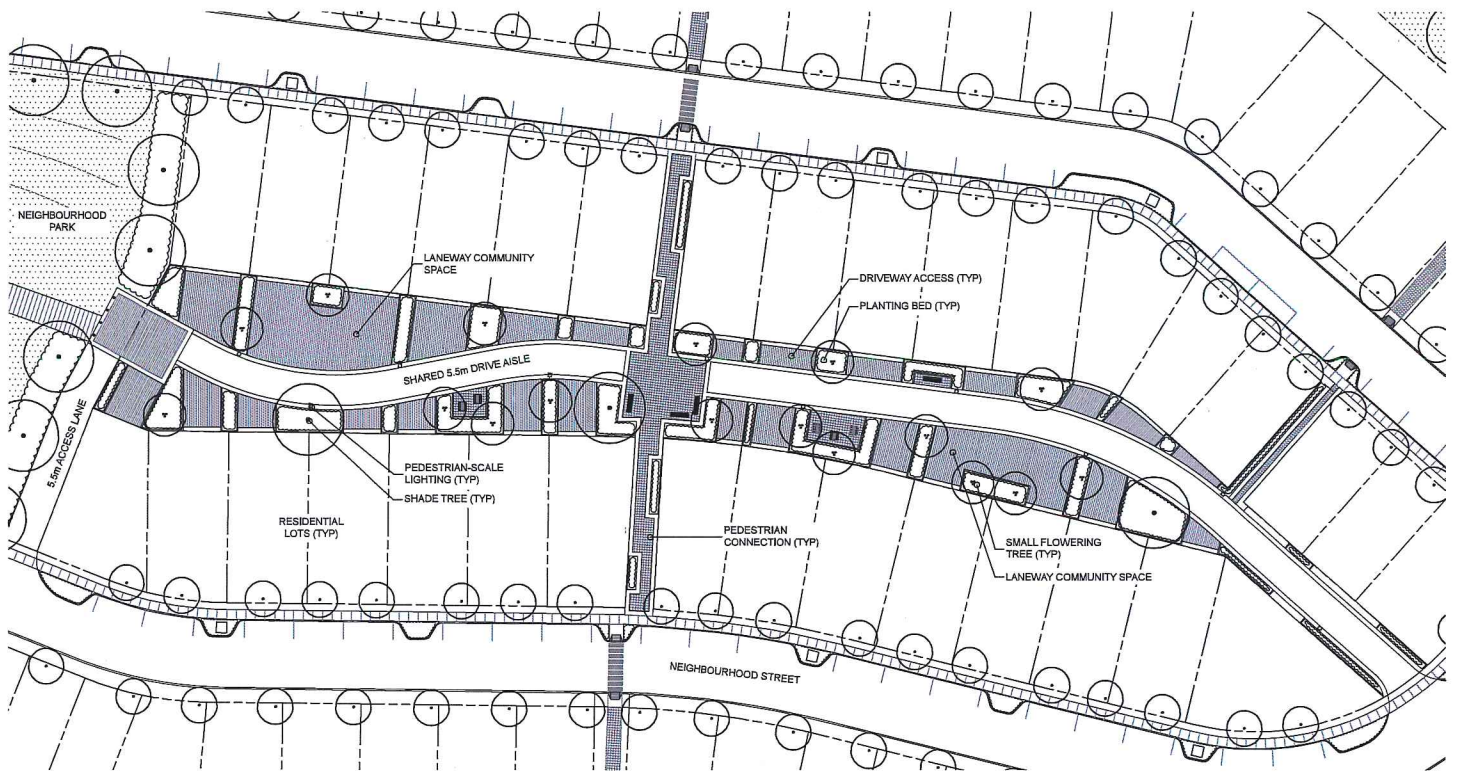 NEIGHBOURHOOD
PARK
LANEWAY COMMUNITY
SPACE
DRIVEWAY ACCESS (TYP)
PLANTING BED (TYP)
SHARED 5.5m DRIVE AISLE
5.5m ACCESS LANE
PEDESTRIAN-SCALE
LIGHTING (TYP)
SHADE TREE (TYP)
RESIDENTIAL
LOTS (TYP)
PEDESTRIAN
CONNECTION (TYP)
SMALL FLOWERING
TREE (TYP)
LANEWAY COMMUNITY SPACE
NEIGHBOURHOOD STREET